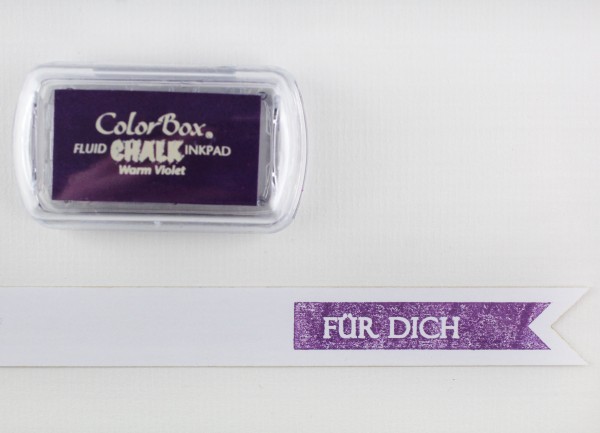 ColorBox®
FLUID CHALK INKPAD
Warm Violet
FÜR DICH